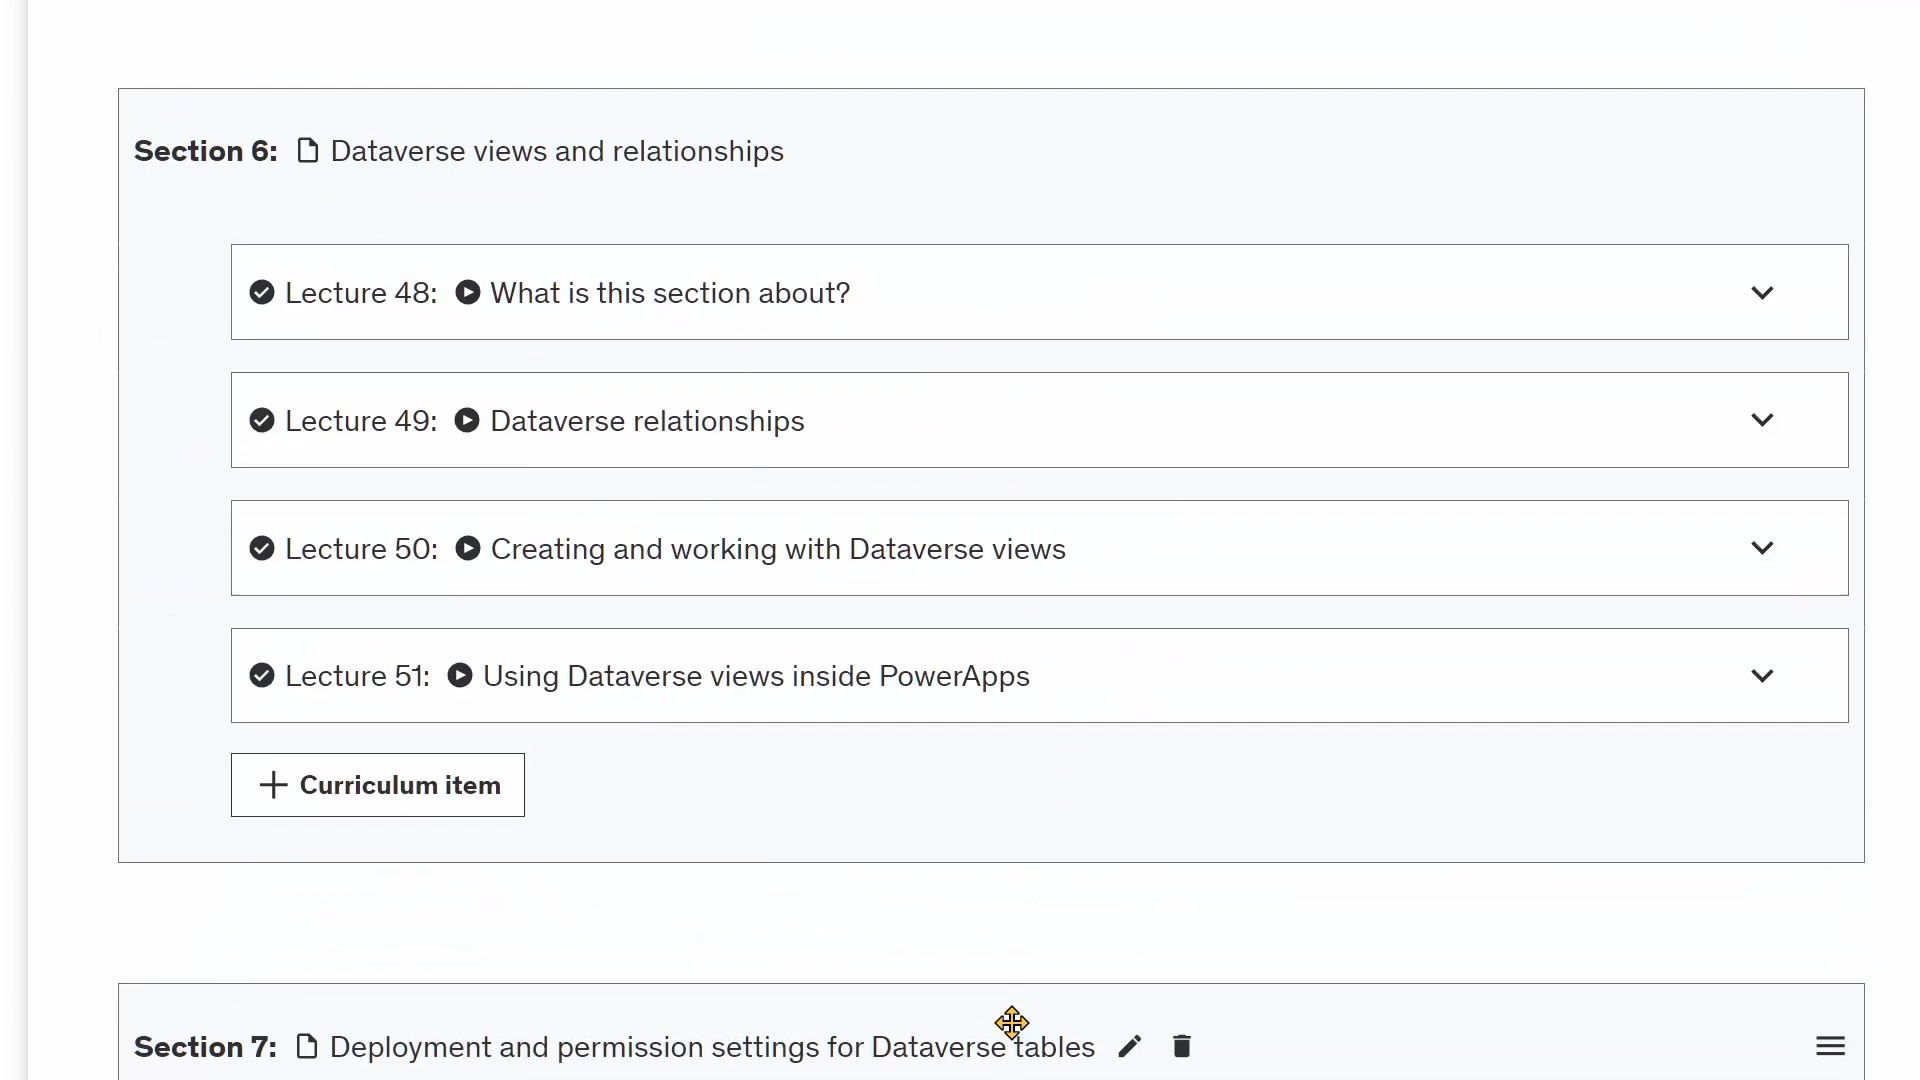 Section 6: Dataverse views and relationships
Lecture 48: What is this section about?
Lecture 49: Dataverse relationships
Lecture 50: Creating and working with Dataverse views
Lecture 51: Using Dataverse views inside PowerApps
Curriculum item
Section 7: Deployment and permission settings for Dataverse tables